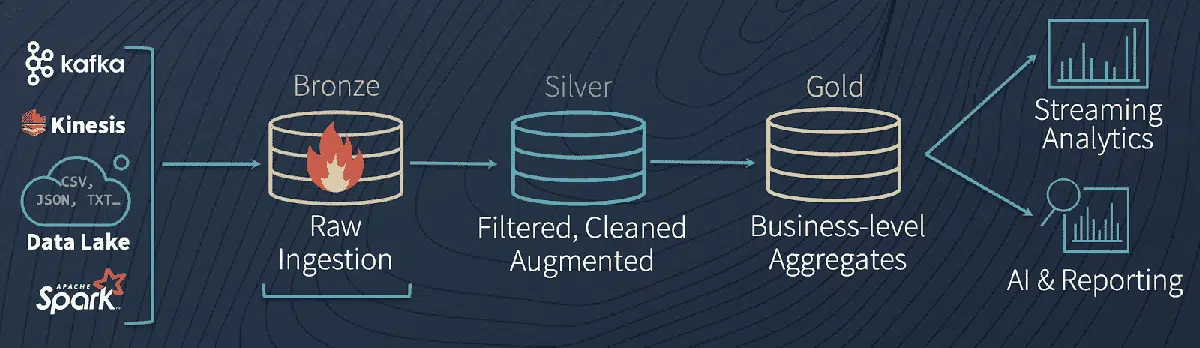 kafka
Kinesis
CSV,
JSON, TXT…
Data Lake
APACHE
Spark™
Bronze
Raw
Ingestion
Silver
Filtered, Cleaned
Augmented
Gold
Business-level
Aggregates
Streaming
Analytics
AI & Reporting